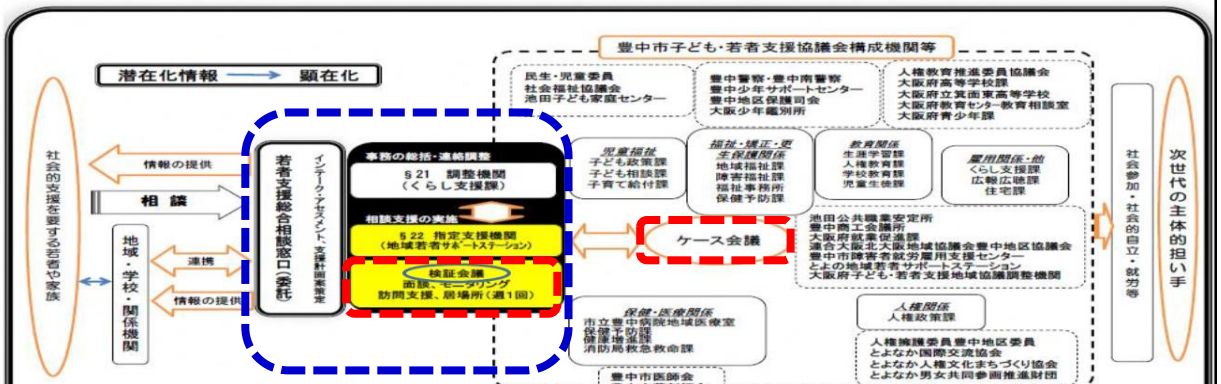 豊中市子ども・若者支援協議会構成機関等
潜在化情報 → 顕在化
社会的支援を要する若者や家族
情報の提供
相談
地域・学校・関係機関
連携
情報の提供
若者支援総合相談窓口(委託)
インテーク・アセスメント、支援計画案策定
事務の総括・連絡調整
§21 調整機関
(くらし支援課)
相談支援の実施
§22 指定支援機関
(地域若者サポートステーション)
検証会議
面談、モニタリング
訪問支援、居場所(週1回)
ケース会議
民生・児童委員
社会福祉協議会
池田子ども家庭センター
豊中警察・豊中南警察
豊中少年サポートセンター
豊中地区保護司会
大阪少年鑑別所
人権教育推進委員協議会
大阪府高等学校課
大阪府立箕面東高等学校
大阪府教育センター教育相談室
大阪府青少年課
児童福祉
子ども政策課
子ども相談課
子育て給付課
福祉・矯正・更
生保護関係
地域福祉課
障害福祉課
福祉事務所
保健予防課
教育関係
生涯学習課
人権教育課
学校教育課
児童生徒課
雇用関係・他
くらし支援課
広報広聴課
住宅課
池田公共職業安定所
豊中商工会議所
大阪府就業促進課
連合大阪北大阪地域協議会豊中地区協議会
豊中市障害者就労雇用支援センター
とよの地域若者サポートステーション
大阪府子ども・若者支援地域協議会調整機関
保健・医療関係
市立豊中病院地域医療室
保健予防課
健康増進課
消防局救急救命課
豊中市医師会
人権関係
人権政策課
人権擁護委員豊中地区委員
とよなか国際交流協会
とよなか人権文化まちづくり協会
とよなか男女共同参画推進財団
社会参加・社会的自立・就労等
次世代の主体的担い手